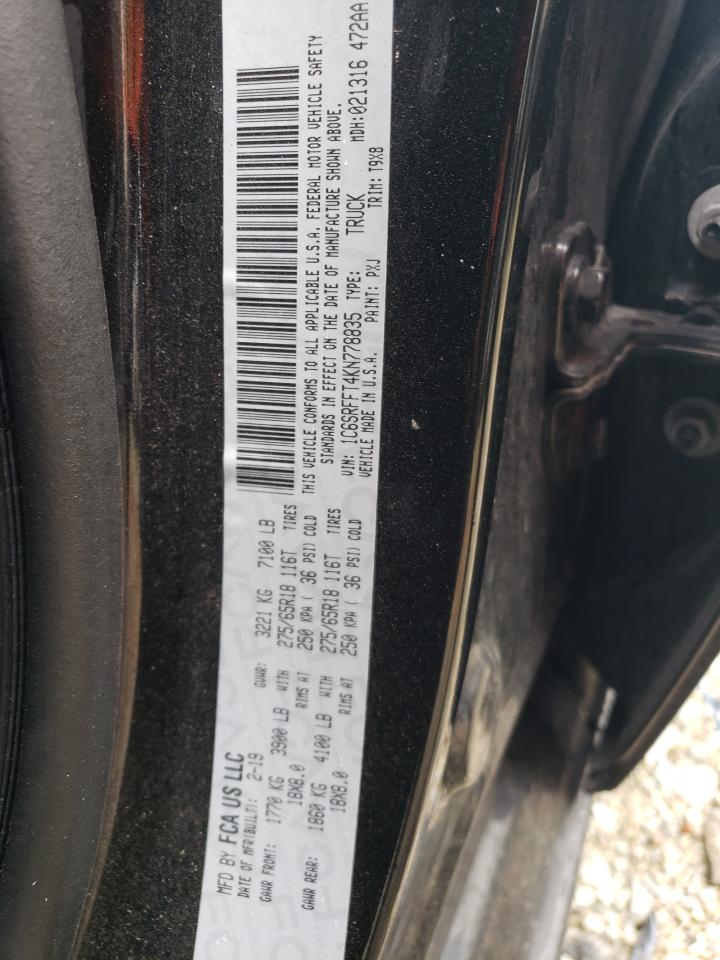 MFD BY FCA US LLC
DATE OF MFR(BUILT): 2-19 GVWR: 3221 KG 7100 LB
GAWR FRONT: 1770 KG 3900 LB WITH 275/65R18 116T TIRES
18X8.0 RIMS AT 250 KPA ( 36 PSI) COLD
GAWR REAR: 1860 KG 4100 LB WITH 275/65R18 116T TIRES
18X8.0 RIMS AT 250 KPA ( 36 PSI) COLD
THIS VEHICLE CONFORMS TO ALL APPLICABLE U.S.A. FEDERAL MOTOR VEHICLE SAFETY
STANDARDS IN EFFECT ON THE DATE OF MANUFACTURE SHOWN ABOVE.
VIN: 1C6SRFFT4KN778835 TYPE: TRUCK MDH:021316 472AA
VEHICLE MADE IN U.S.A. PAINT: PXJ TRIM: T9X8